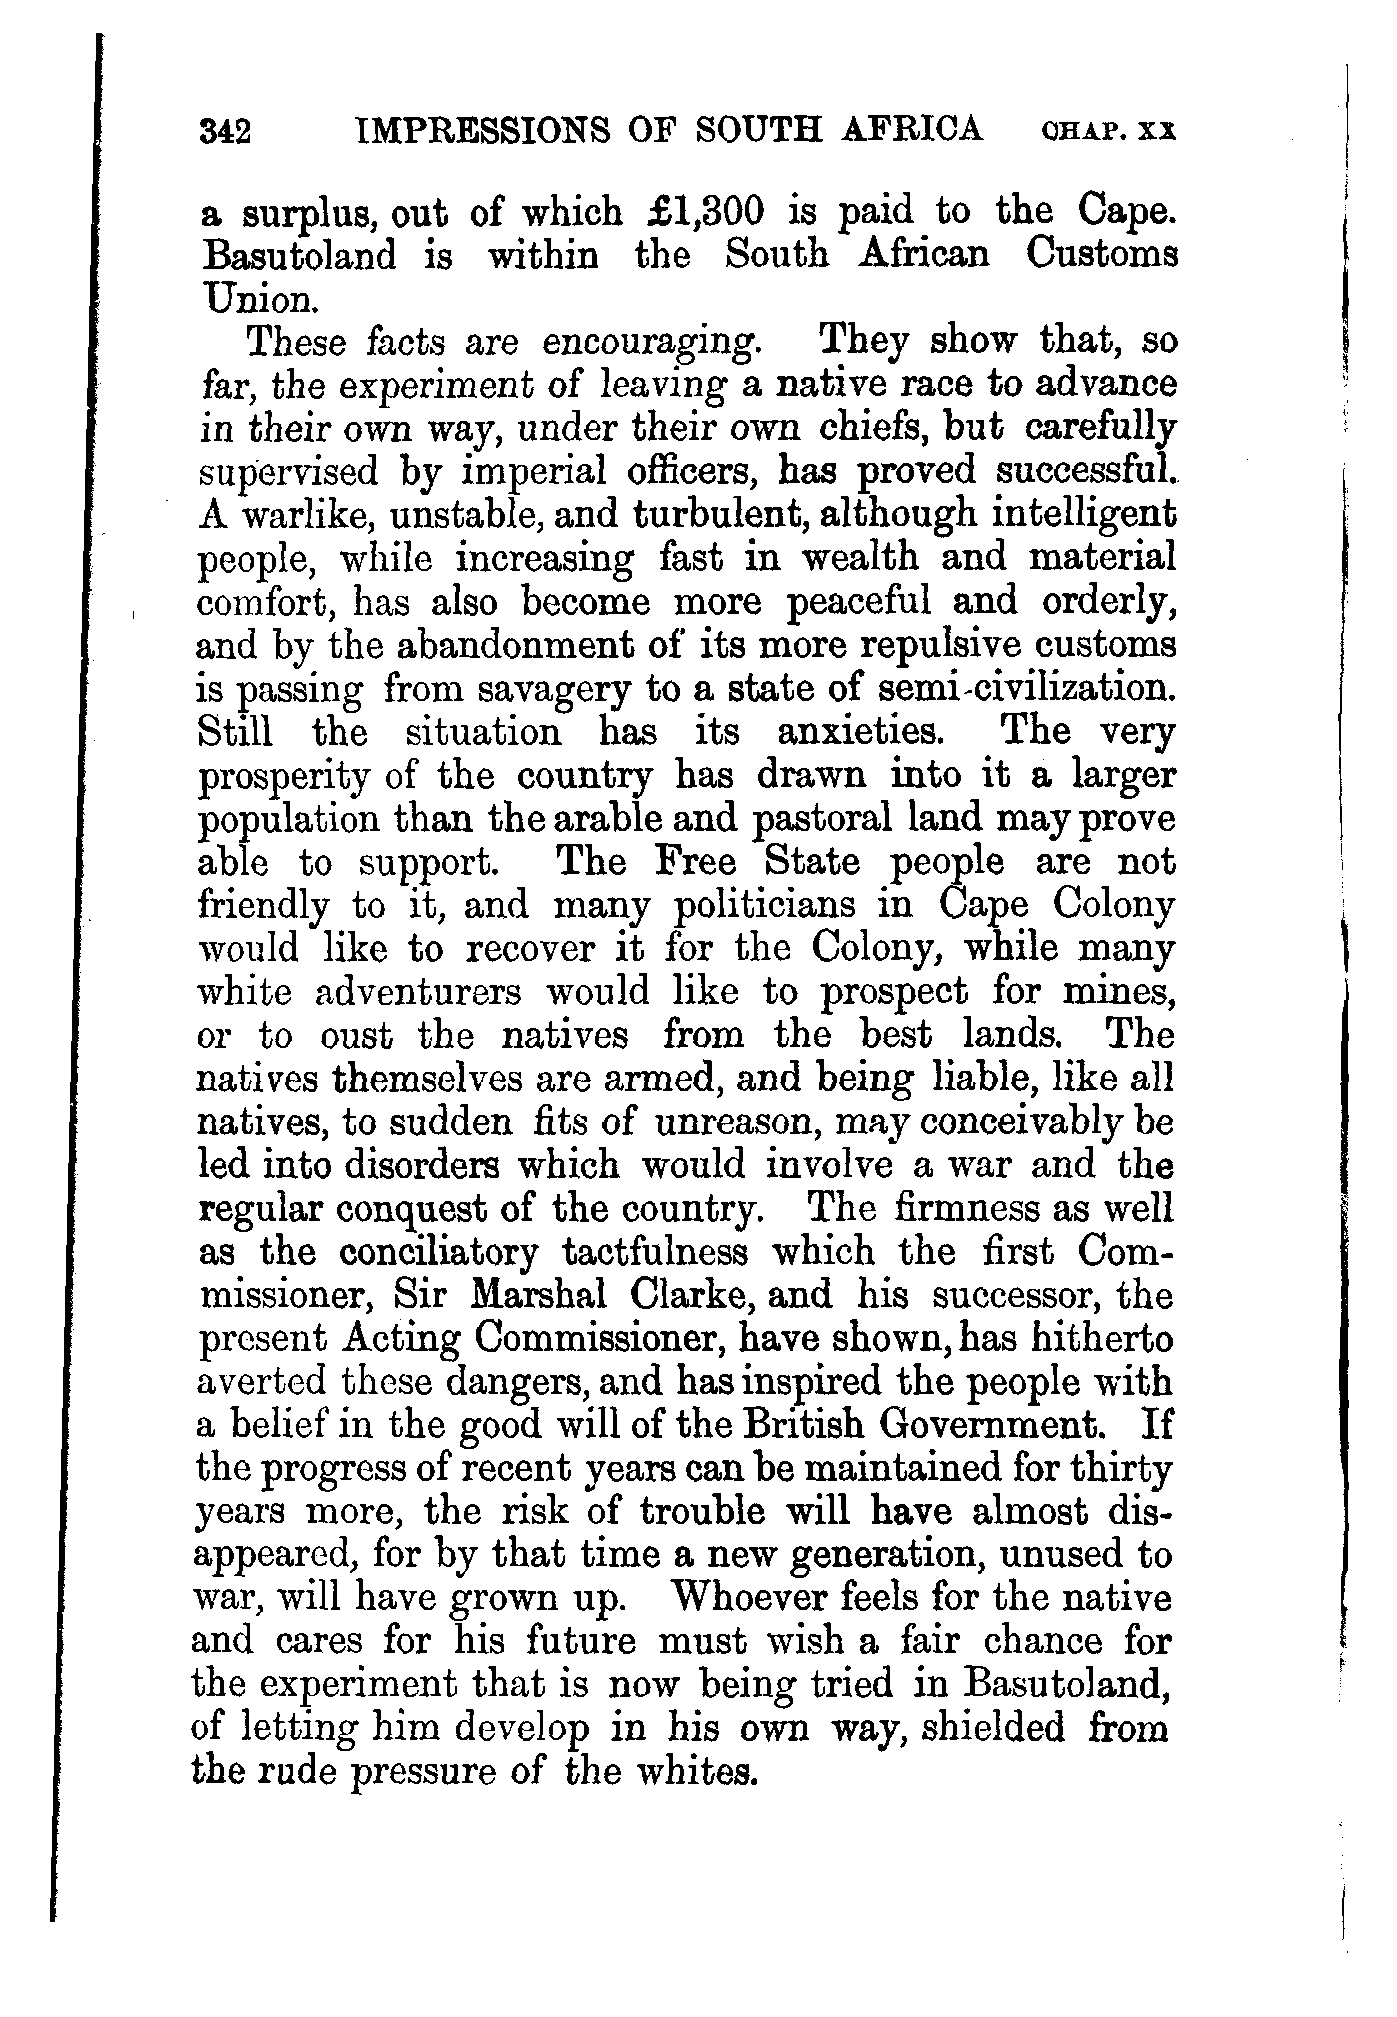 342 IMPRESSIONS OF SOUTH AFRICA CHAP. XX
a surplus, out of which £1,300 is paid to the Cape.
Basutoland is within the South African Customs
Union.
These facts are encouraging. They show that, so
far, the experiment of leaving a native race to advance
in their own way, under their own chiefs, but carefully
supervised by imperial officers, has proved successful.
A warlike, unstable, and turbulent, although intelligent
people, while increasing fast in wealth and material
comfort, has also become more peaceful and orderly,
and by the abandonment of its more repulsive customs
is passing from savagery to a state of semi-civilization.
Still the situation has its anxieties. The very
prosperity of the country has drawn into it a larger
population than the arable and pastoral land may prove
able to support. The Free State people are not
friendly to it, and many politicians in Cape Colony
would like to recover it for the Colony, while many
white adventurers would like to prospect for mines,
or to oust the natives from the best lands. The
natives themselves are armed, and being liable, like all
natives, to sudden fits of unreason, may conceivably be
led into disorders which would involve a war and the
regular conquest of the country. The firmness as well
as the conciliatory tactfulness which the first Com-
missioner, Sir Marshal Clarke, and his successor, the
present Acting Commissioner, have shown, has hitherto
averted these dangers, and has inspired the people with
a belief in the good will of the British Government. If
the progress of recent years can be maintained for thirty
years more, the risk of trouble will have almost dis-
appeared, for by that time a new generation, unused to
war, will have grown up. Whoever feels for the native
and cares for his future must wish a fair chance for
the experiment that is now being tried in Basutoland,
of letting him develop in his own way, shielded from
the rude pressure of the whites.